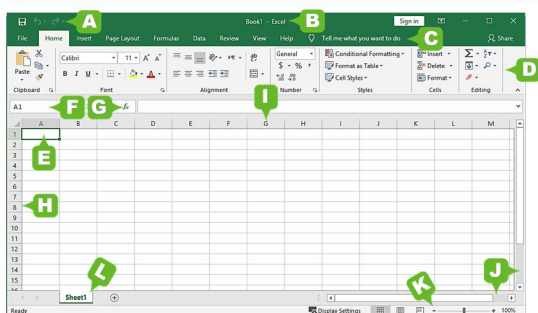 A Book1 - Excel B Sign in
File Home Insert Page Layout Formulas Data Review View Help Tell me what you want to do C Share
Calibri 11 A A General Conditional Formatting Insert Σ
Paste B I U A $ % , Format as Table Delete D
Cell Styles Format
Clipboard Font Alignment Number Styles Cells Editing
A1 F G fx I
A B C D E F G H I J K L M
1
2
3 E
4
5
6
7
8 H
9
10
11
12
13
14 L J
15
K
Sheet1
Ready Display Settings 100%